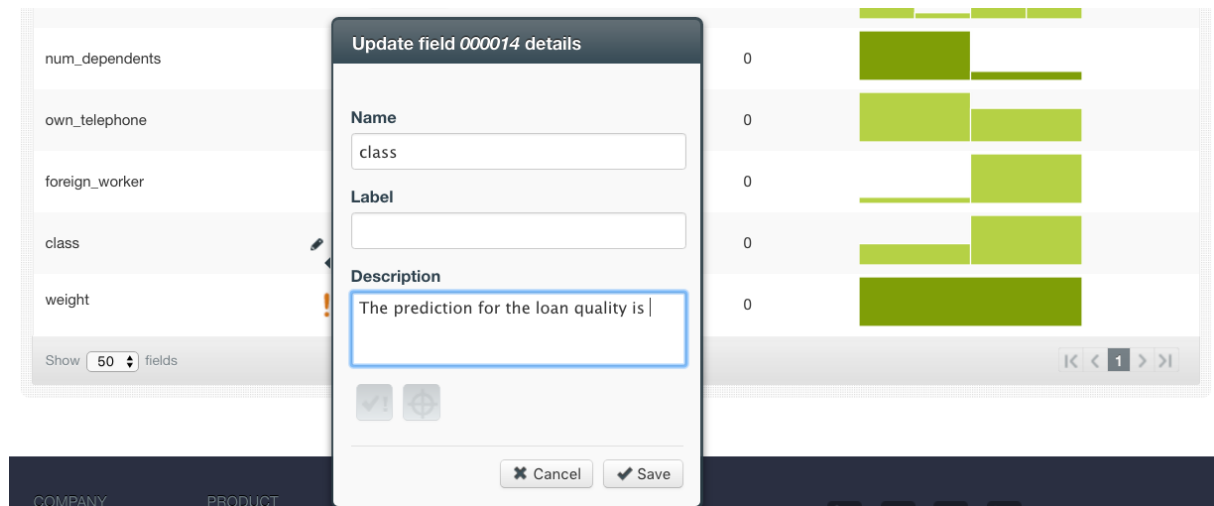 Update field 000014 details
num_dependents
0
own_telephone
0
Name
class
foreign_worker
0
Label
class
0
Description
The prediction for the loan quality is
weight
!
0
Show 50 fields
1
Cancel
Save
COMPANY
PRODUCT